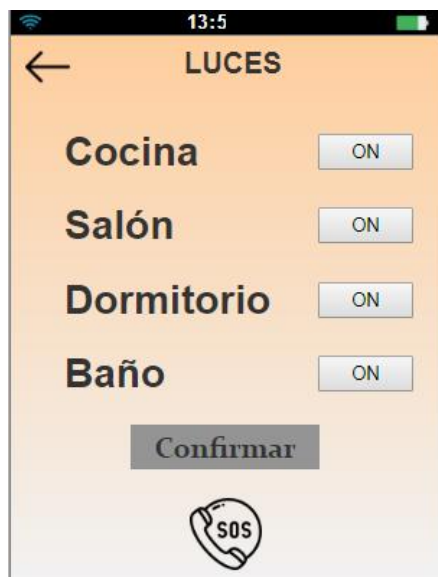 13:5
LUCES
Cocina ON
Salón ON
Dormitorio ON
Baño ON
Confirmar
SOS